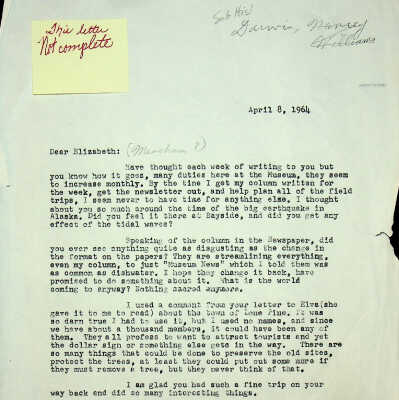 This letter
Not complete
Sub Hist
Darwin, Nancy
Williams
April 8, 1964
Dear Elizabeth: (Mencham ?)
Have thought each week of writing to you but
you know how it goes, many duties here at the Museum, they seem
to increase monthly. By the time I get my column written for
the week, get the newsletter out, and help plan all of the field
trips, I seem never to have time for anything else. I thought
about you so much around the time of the big earthquake in
Alaska. Did you feel it there at Bayside, and did you get any
effect of the tidal waves?
Speaking of the column in the Newspaper, did
you ever see anything quite as disgusting as the change in
the format on the papers? They are streamlining everything,
even my column, to just "Museum News" which I told them was
as common as dishwater. I hope they change it back, have
promised to do something about it. What is the world
coming to anyway? Nothing sacred anymore.
I used a comment from your letter to Elva(she
gave it to me to read) about the town of Lone Pine. It was
so darn true I had to use it, but I used no names, and since
we have about a thousand members, it could have been any of
them. They all profess to want to attract tourists and yet
the dollar sign or something else gets in the way. There are
so many things that could be done to preserve the old sites,
protect the trees, at least they could put out some more if
they must remove a tree, but they never think of that.
I am glad you had such a fine trip on your
way back and did so many interesting things.